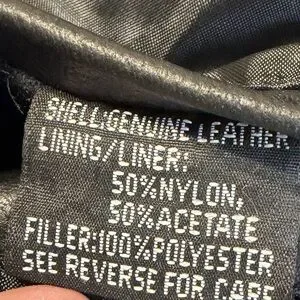 SHELL:GENUINE LEATHER
LINING/LINER:
50%NYLON,
50%ACETATE
FILLER:100%POLYESTER
SEE REVERSE FOR CARE